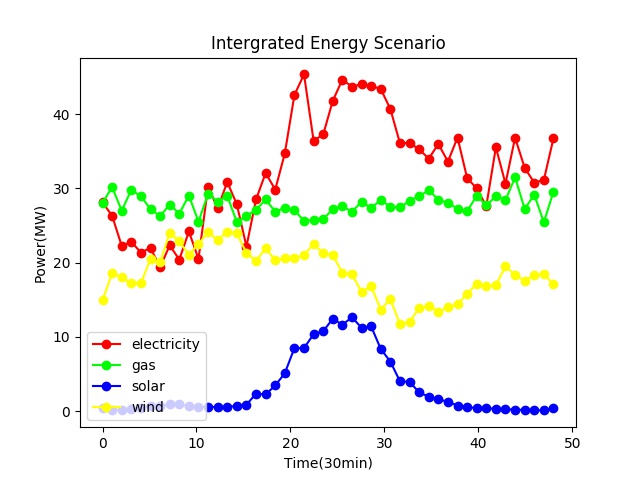 Intergrated Energy Scenario
Power(MW)
40
30
20
10
0
electricity
gas
solar
wind
0 10 20 30 40 50
Time(30min)